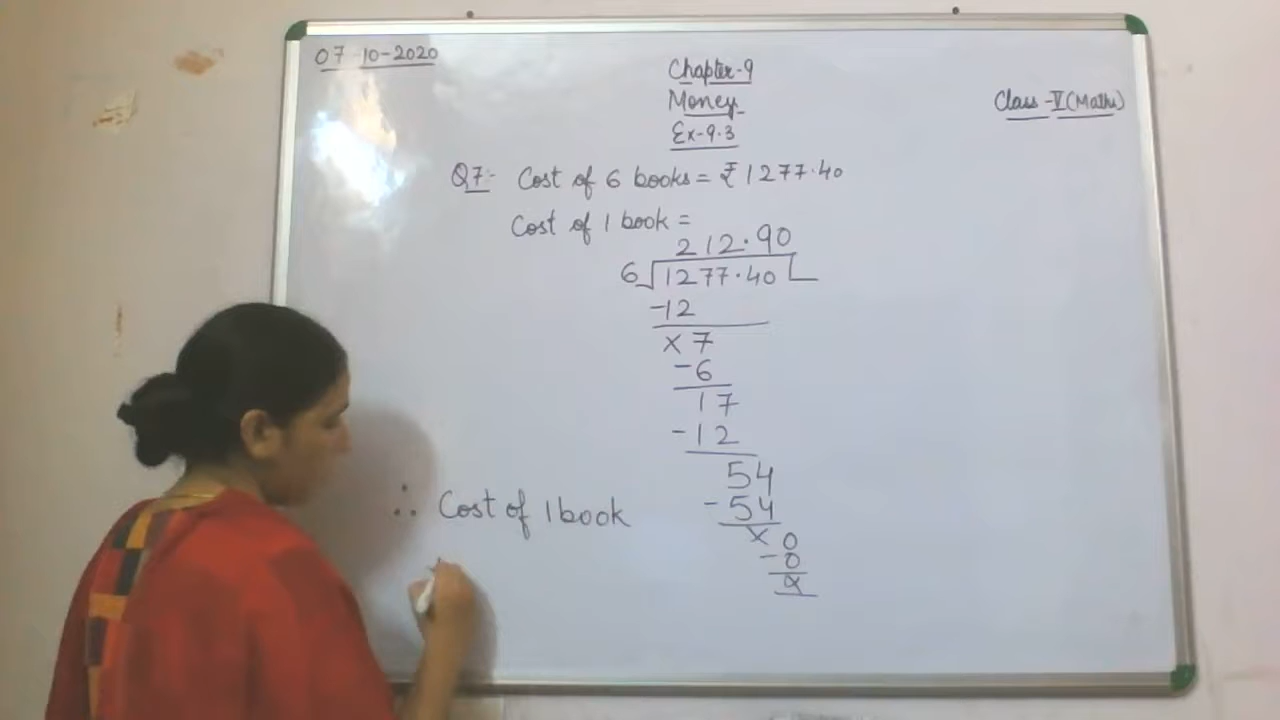 07-10-2020
Chapter-9
Money
Ex-9.3
Class-V(Maths)
Q7:- Cost of 6 books = ₹1277.40
Cost of 1 book =
212.90
6 1277.40
-12
x7
-6
17
-12
54
-54
x0
-0
x
∴ Cost of 1 book